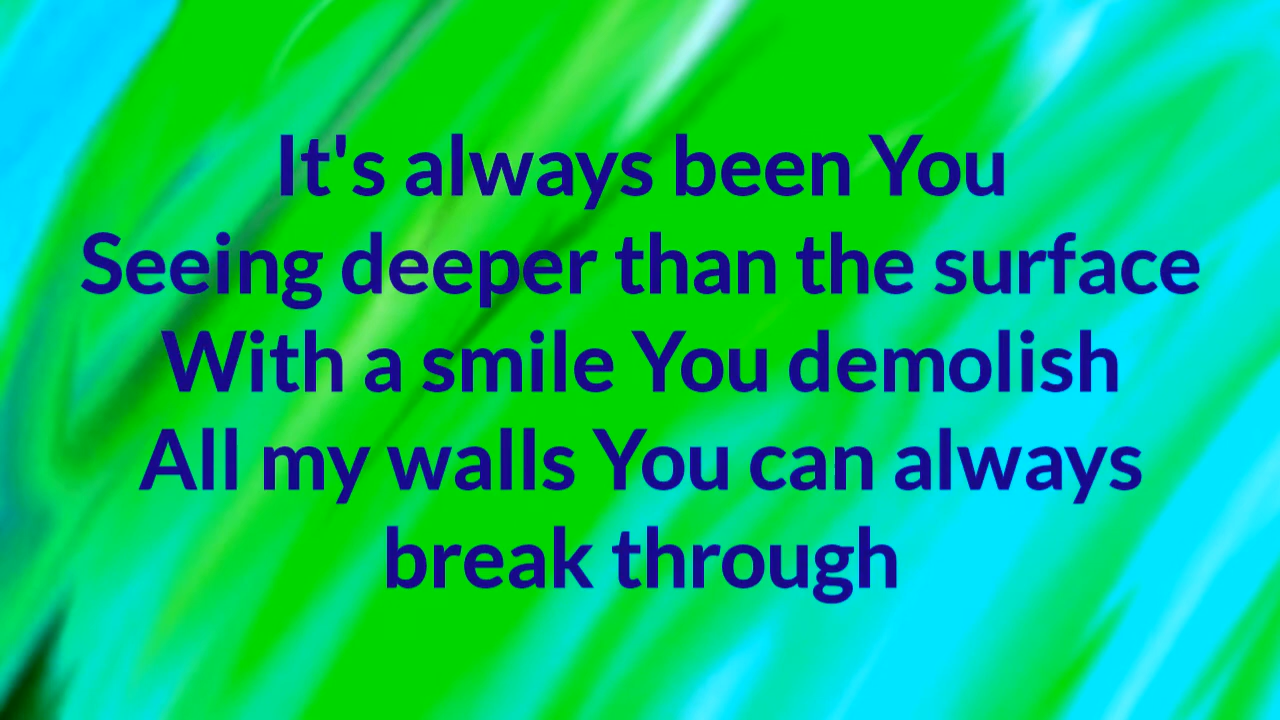 It's always been You
Seeing deeper than the surface
With a smile You demolish
All my walls You can always
break through